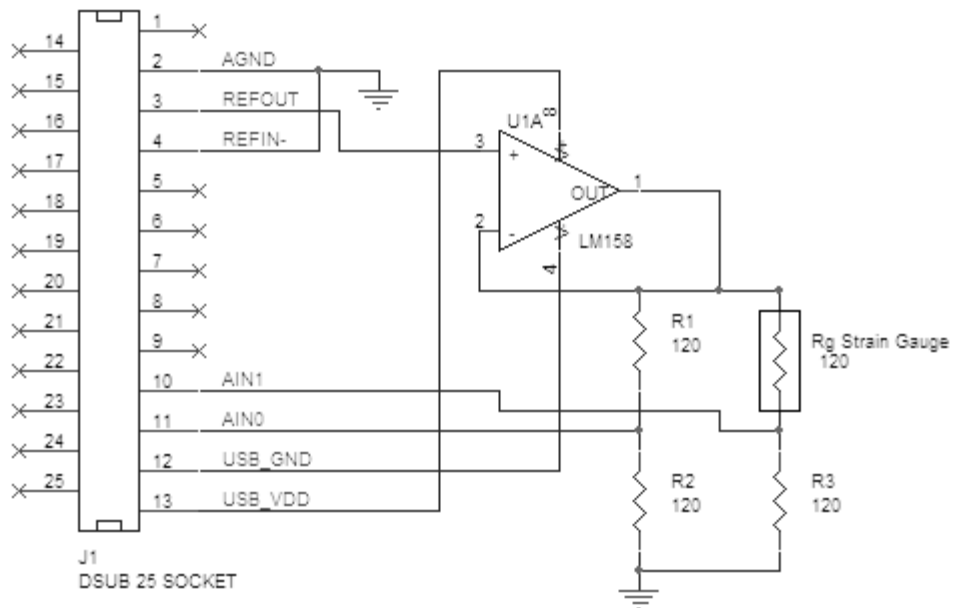 1
14
2
AGND
15
3
REFOUT
16
4
REFIN-
17
5
18
6
19
7
20
8
21
9
22
10
AIN1
23
11
AIN0
24
12
USB_GND
25
13
USB_VDD
J1
DSUB 25 SOCKET
U1A
8
3
+
OUT
1
2
-
LM158
4
R1
120
Rg Strain Gauge
120
R2
120
R3
120